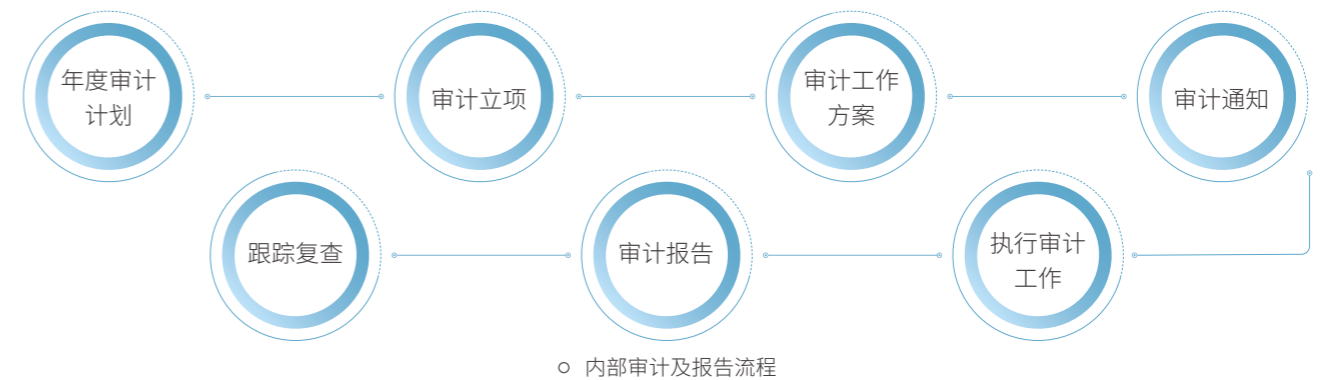 年度审计
计划
审计立项
审计工作
方案
审计通知
执行审计
工作
审计报告
跟踪复查
内部审计及报告流程